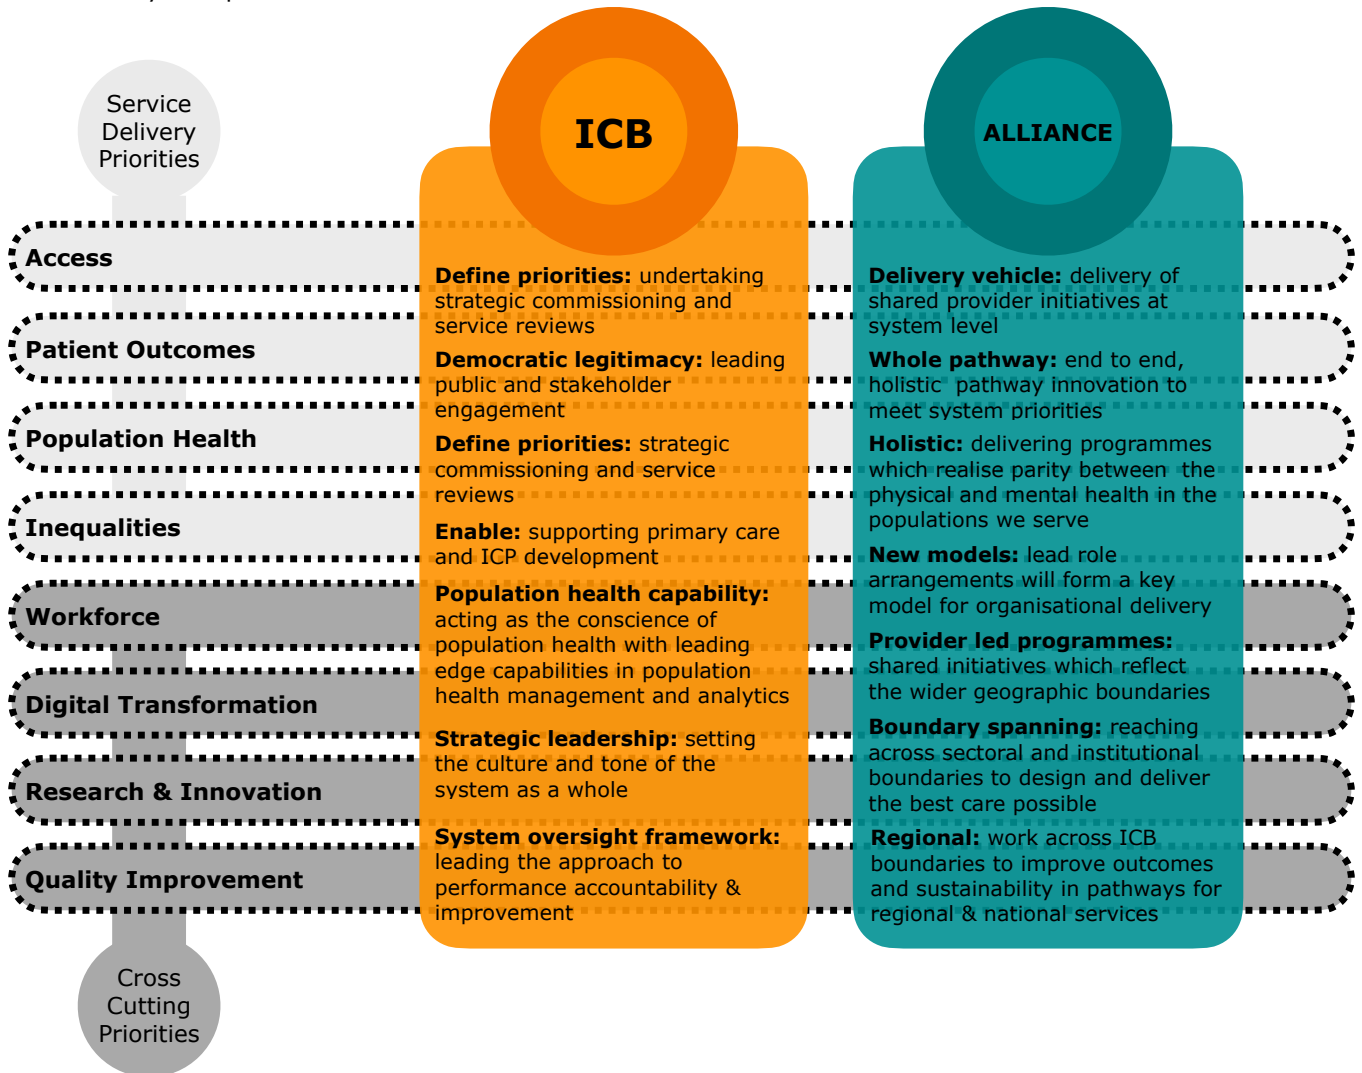 Service
Delivery
Priorities
ICB
ALLIANCE
Access
Patient Outcomes
Population Health
Inequalities
Workforce
Digital Transformation
Research & Innovation
Quality Improvement
Cross
Cutting
Priorities
Define priorities: undertaking
strategic commissioning and
service reviews
Democratic legitimacy: leading
public and stakeholder
engagement
Define priorities: strategic
commissioning and service
reviews
Enable: supporting primary care
and ICP development
Population health capability:
acting as the conscience of
population health with leading
edge capabilities in population
health management and analytics
Strategic leadership: setting
the culture and tone of the
system as a whole
System oversight framework:
leading the approach to
performance accountability &
improvement
Delivery vehicle: delivery of
shared provider initiatives at
system level
Whole pathway: end to end,
holistic pathway innovation to
meet system priorities
Holistic: delivering programmes
which realise parity between the
physical and mental health in the
populations we serve
New models: lead role
arrangements will form a key
model for organisational delivery
Provider led programmes:
shared initiatives which reflect
the wider geographic boundaries
Boundary spanning: reaching
across sectoral and institutional
boundaries to design and deliver
the best care possible
Regional: work across ICB
boundaries to improve outcomes
and sustainability in pathways for
regional & national services